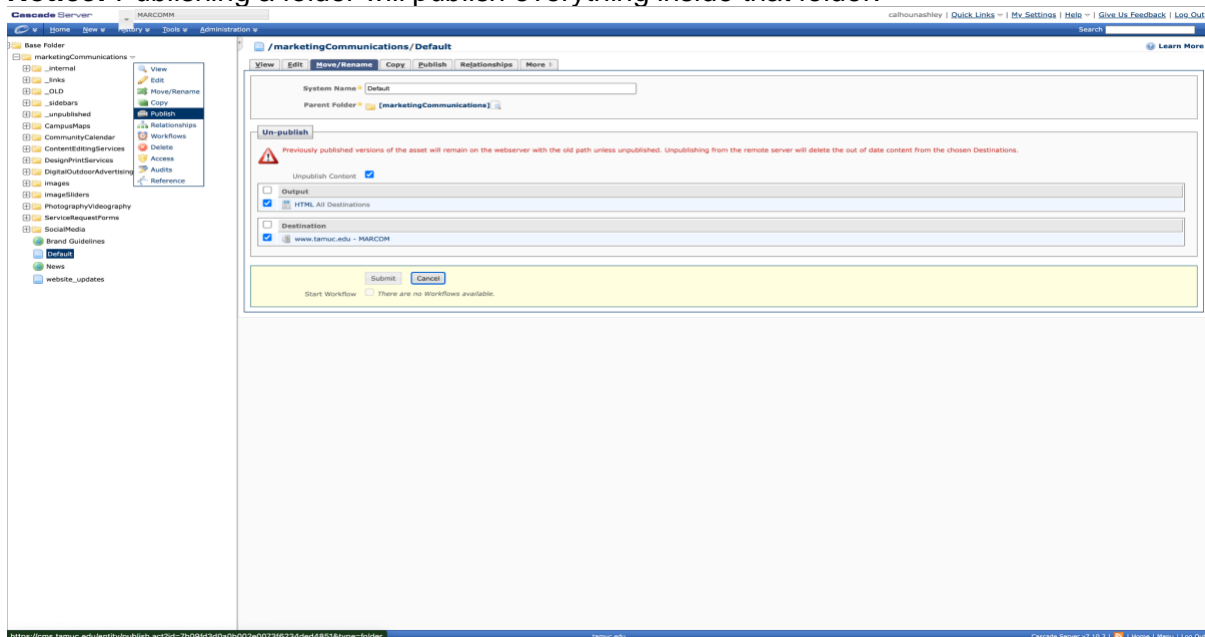 Notice: Publishing a folder will publish everything inside that folder.
Cascade Server MARCOMM calhounashley | Quick Links | My Settings | Help | Give Us Feedback | Log Out
Home New History Tools Administration Search
Base Folder
marketingCommunications
_internal
_links
_OLD
_sidebars
_unpublished
CampusMaps
CommunityCalendar
ContentEditingServices
DesignPrintServices
DigitalOutdoorAdvertising
images
imageSliders
PhotographyVideography
ServiceRequestForms
SocialMedia
Brand Guidelines
Default
News
website_updates
View
Edit
Move/Rename
Copy
Publish
Relationships
Workflows
Delete
Access
Audits
Reference
/marketingCommunications/Default Learn More
View Edit Move/Rename Copy Publish Relationships More
System Name * Default
Parent Folder * [marketingCommunications]
Un-publish
Previously published versions of the asset will remain on the webserver with the old path unless unpublished. Unpublishing from the remote server will delete the out of date content from the chosen Destinations.
Unpublish Content
Output
HTML All Destinations
Destination
www.tamuc.edu - MARCOM
Submit Cancel
Start Workflow There are no Workflows available.
tamuc.edu